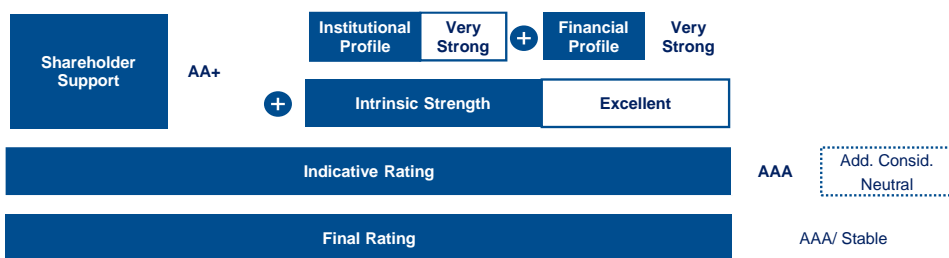 Shareholder
Support
AA+
+
Institutional
Profile
Very
Strong
+
Financial
Profile
Very
Strong
Intrinsic Strength
Excellent
Indicative Rating
AAA
Add. Consid.
Neutral
Final Rating
AAA/ Stable